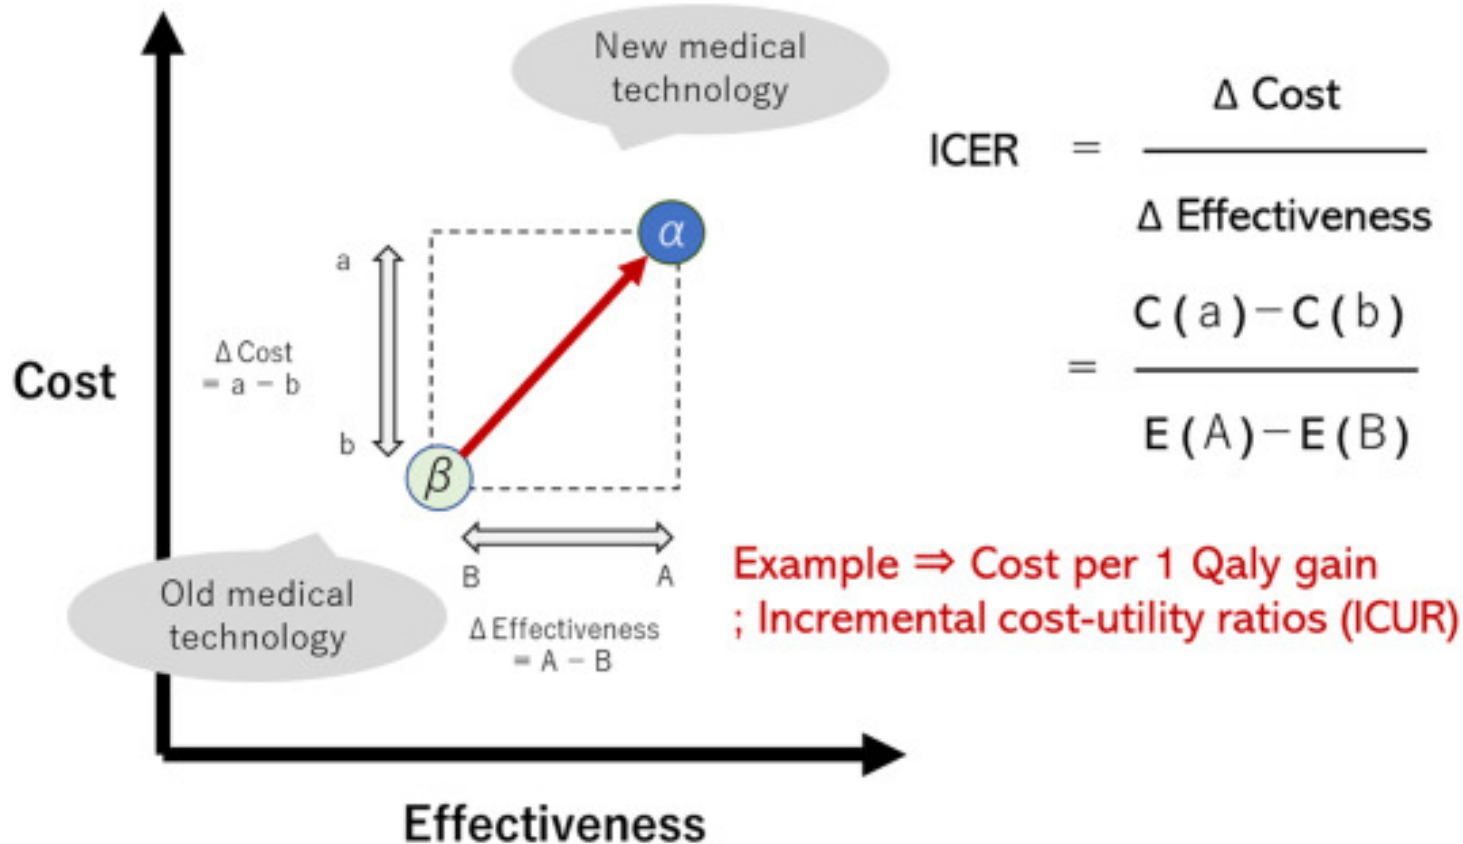 New medical
technology
Δ Cost
ICER =
Δ Effectiveness
α
a
C(a)－C(b)
=
E(A)－E(B)
Δ Cost
= a － b
Cost
b
β
B
A
Example ⇒ Cost per 1 Qaly gain
; Incremental cost-utility ratios (ICUR)
Old medical
technology
Δ Effectiveness
= A － B
Effectiveness